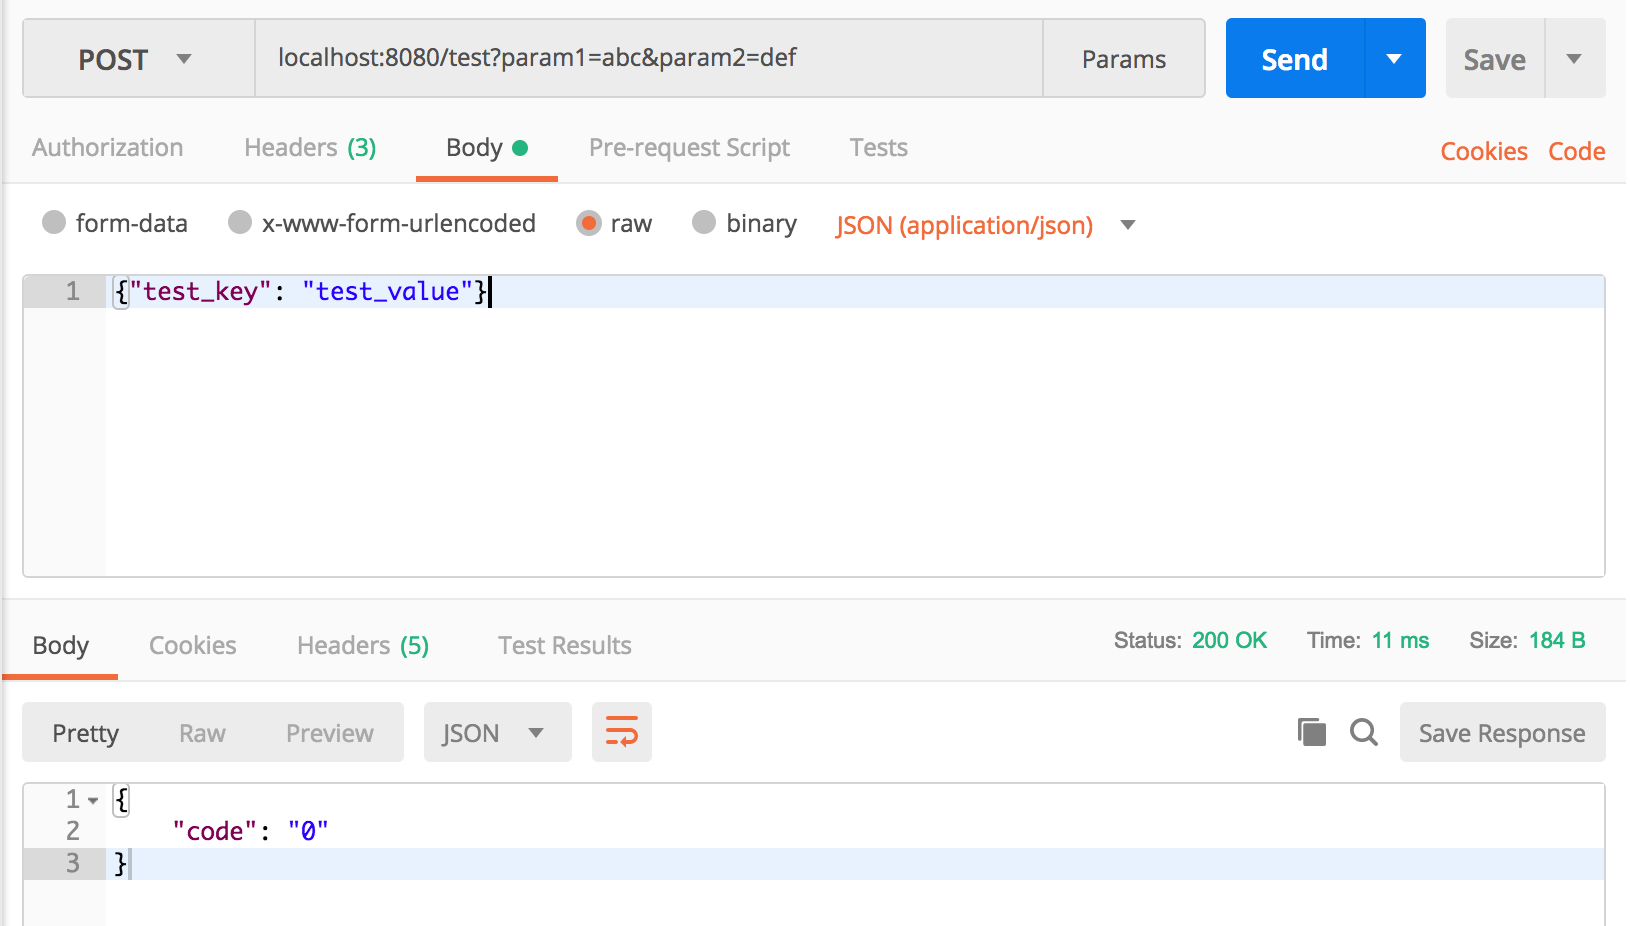 POST localhost:8080/test?param1=abc&param2=def Params Send Save
Authorization Headers (3) Body Pre-request Script Tests Cookies Code
form-data x-www-form-urlencoded raw binary JSON (application/json)
1 {"test_key": "test_value"}
Body Cookies Headers (5) Test Results Status: 200 OK Time: 11 ms Size: 184 B
Pretty Raw Preview JSON Save Response
1 {
2 "code": "0"
3 }